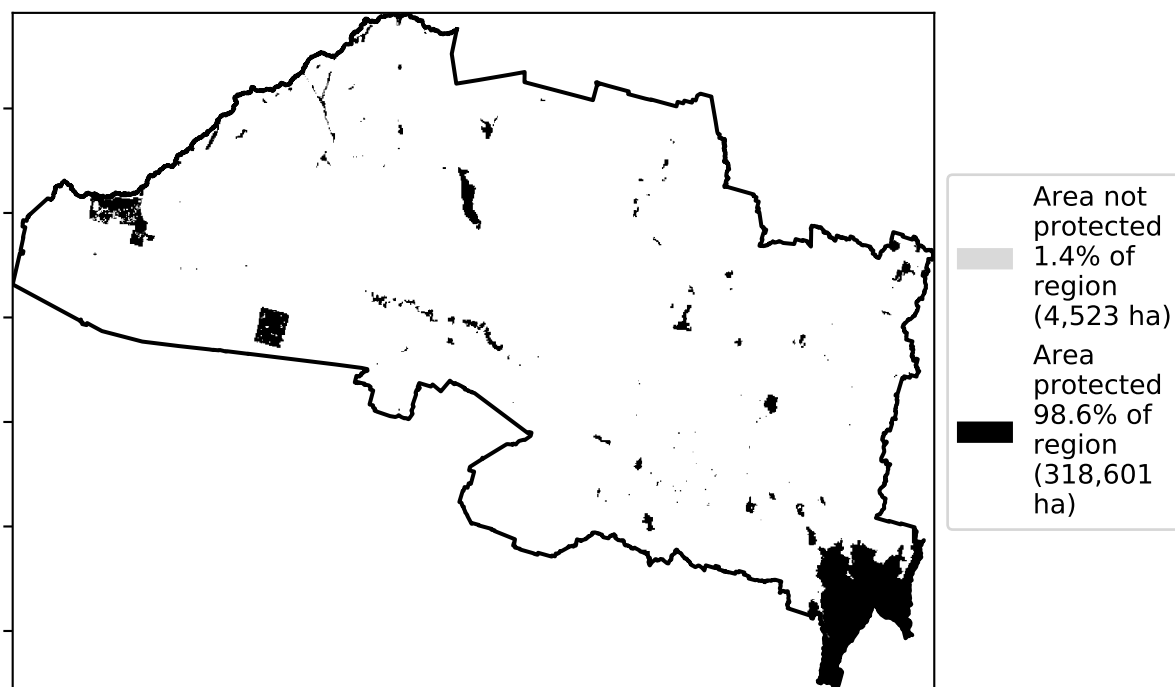 Area not
protected
1.4% of
region
(4,523 ha)
Area
protected
98.6% of
region
(318,601
ha)